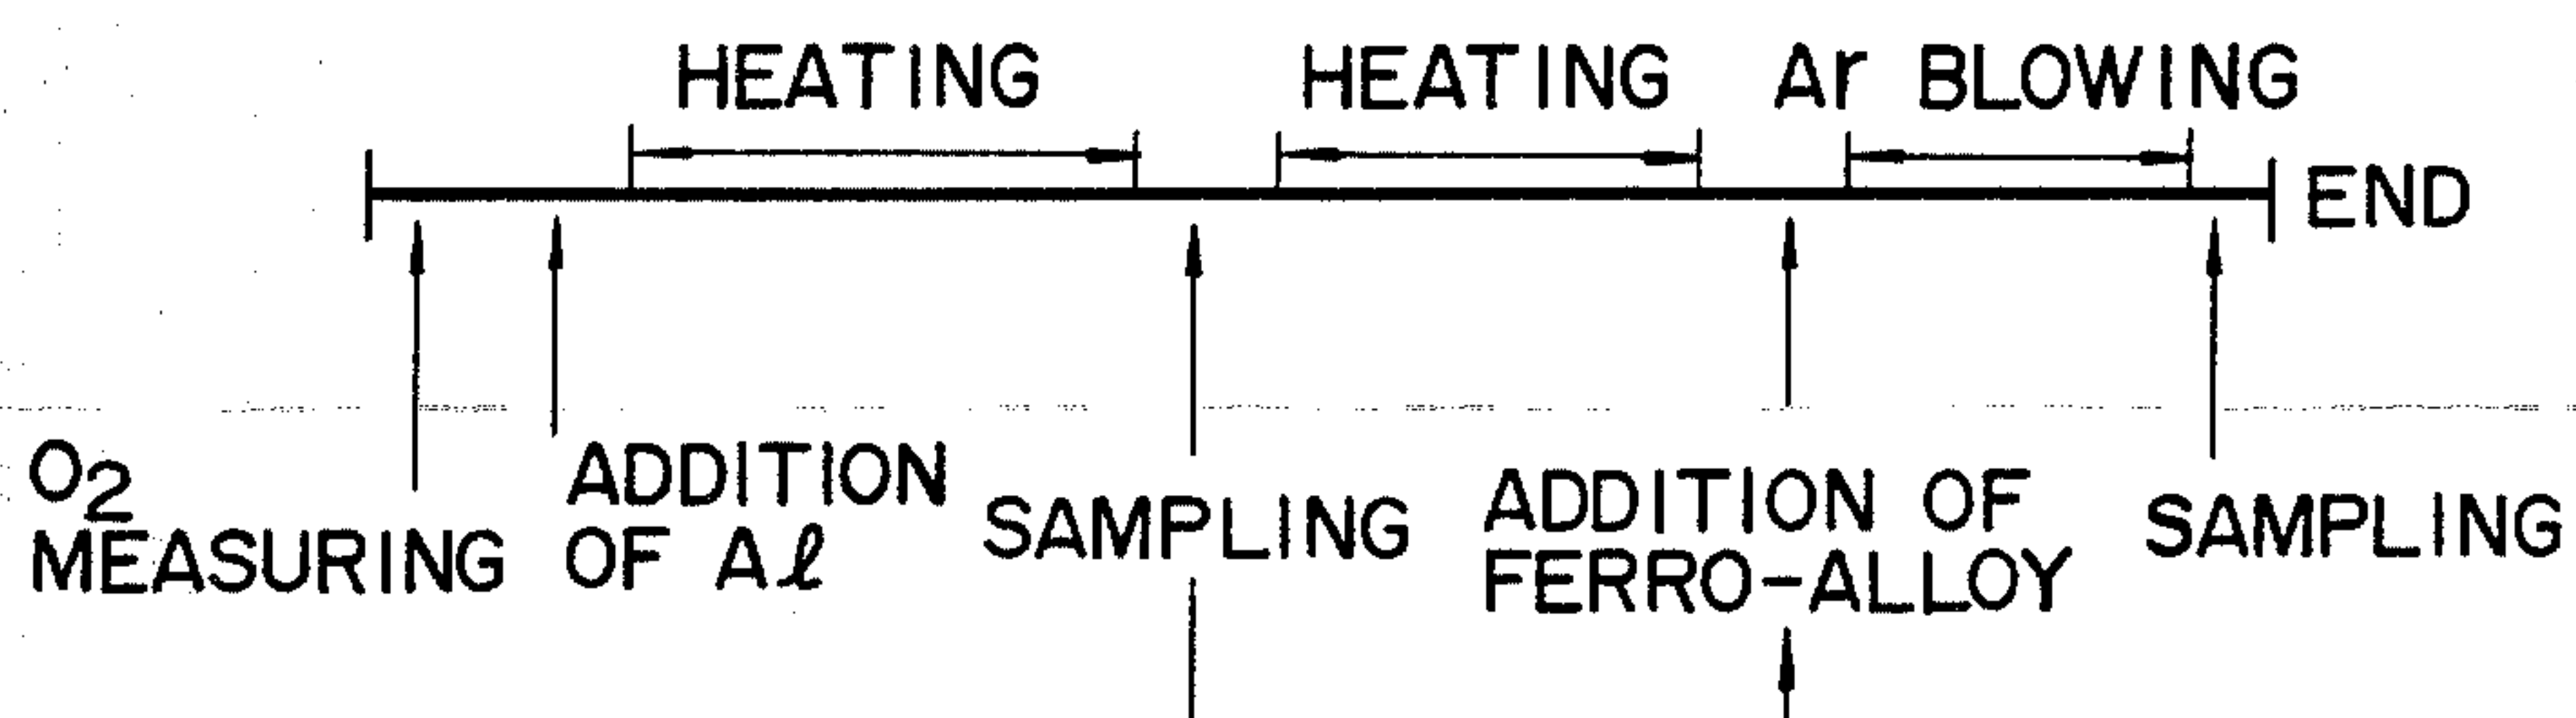 HEATING
HEATING
Ar BLOWING
END
O₂
MEASURING
ADDITION
OF Aℓ
SAMPLING
ADDITION OF
FERRO-ALLOY
SAMPLING